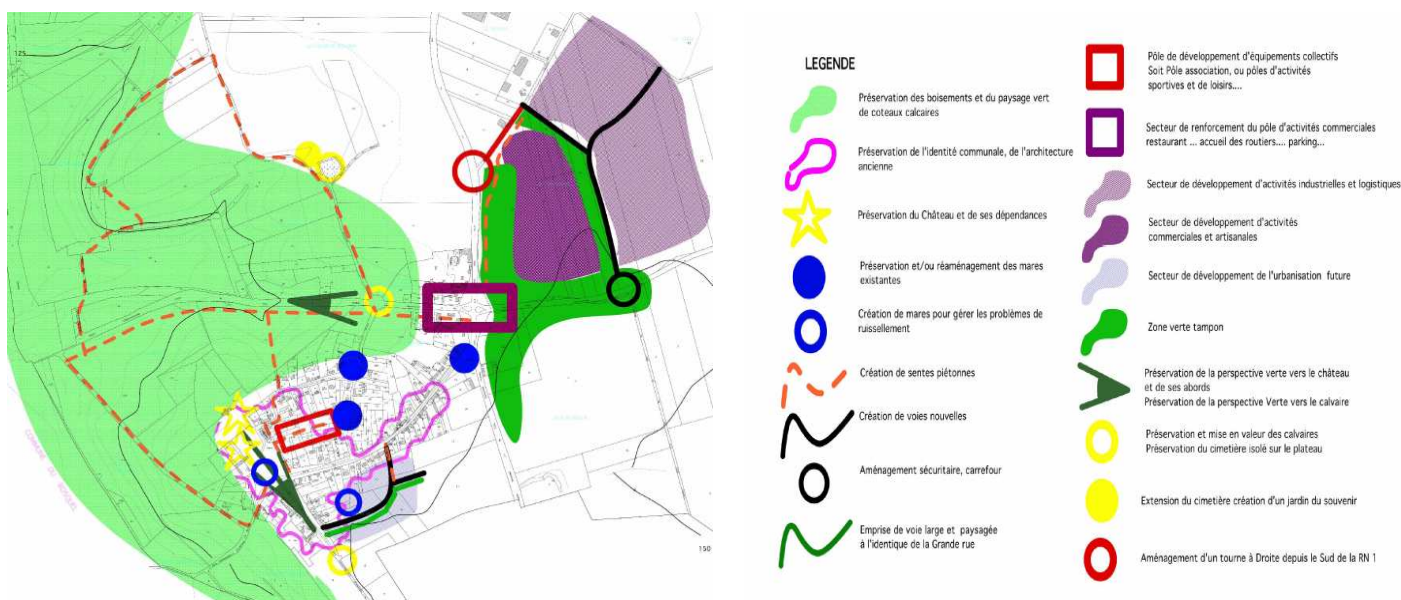 125
150
LEGENDE
Préservation des boisements et du paysage vert
de coteaux calcaires
Préservation de l'identité communale, de l'architecture
ancienne
Préservation du Château et de ses dépendances
Préservation et/ou réaménagement des mares
existantes
Création de mares pour gérer les problèmes de
ruissellement
Création de sentes piétonnes
Création de voies nouvelles
Aménagement sécuritaire, carrefour
Emprise de voie large et paysagée
à l'identique de la Grande rue
Pôle de développement d'équipements collectifs
Soit Pôle association, ou pôles d'activités
sportives et de loisirs....
Secteur de renforcement du pôle d'activités commerciales
restaurant ... accueil des routiers.... parking...
Secteur de développement d'activités industrielles et logistiques
Secteur de développement d'activités
commerciales et artisanales
Secteur de développement de l'urbanisation future
Zone verte tampon
Préservation de la perspective verte vers le château
et de ses abords
Préservation de la perspective Verte vers le calvaire
Préservation et mise en valeur des calvaires
Préservation du cimetière isolé sur le plateau
Extension du cimetière création d'un jardin du souvenir
Aménagement d'un tourne à Droite depuis le Sud de la RN 1